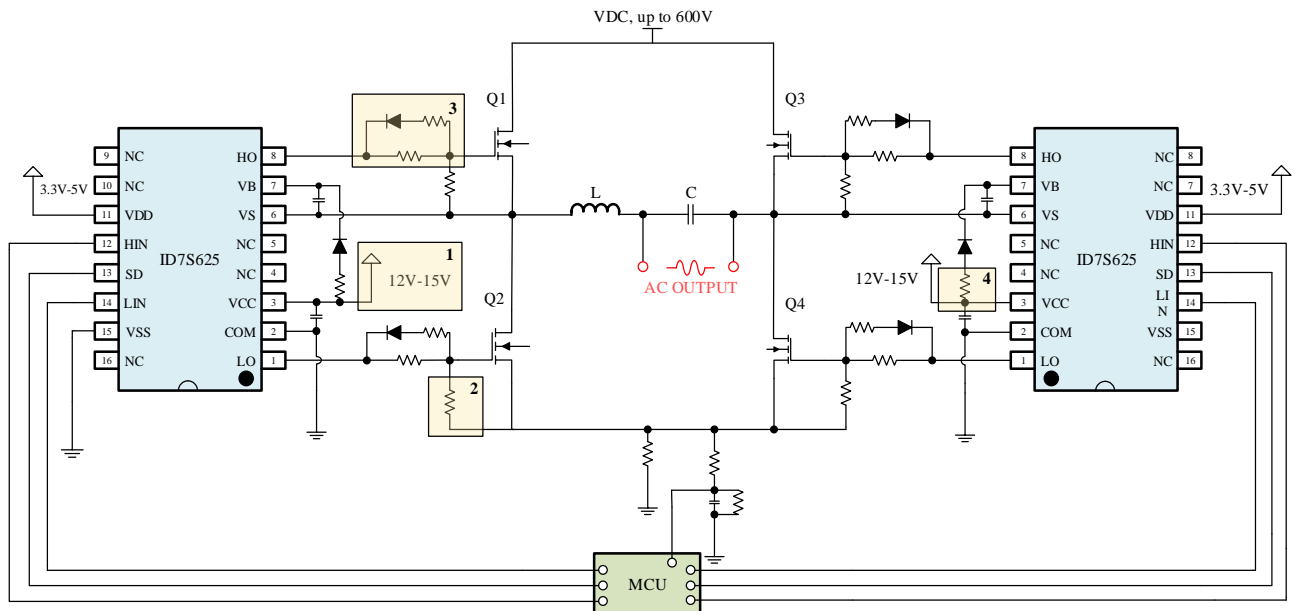 VDC, up to 600V
Q1
Q3
3
9 NC HO 8
10 NC VB 7
11 VDD VS 6
12 HIN NC 5
13 SD NC 4
14 LIN VCC 3
15 VSS COM 2
16 NC LO 1
ID7S625
3.3V-5V
L
C
AC OUTPUT
1
12V-15V
2
Q2
Q4
12V-15V
4
8 HO NC 8
7 VB NC 7
6 VS VDD 11
5 NC HIN 12
4 NC SD 13
3 VCC LI 14
N
2 COM VSS 15
1 LO NC 16
ID7S625
3.3V-5V
MCU